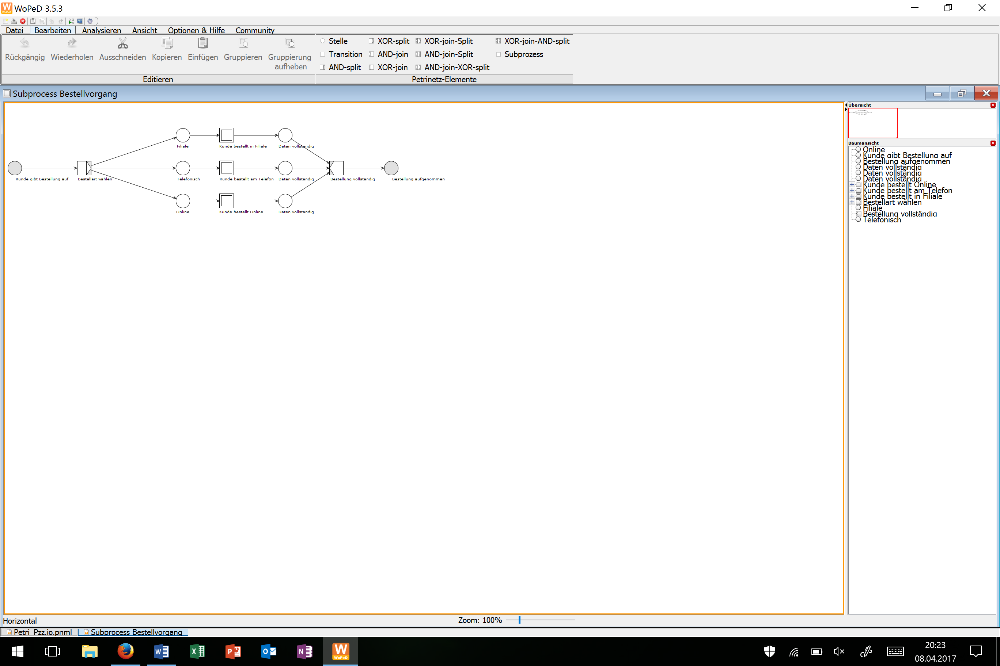 WoPeD 3.5.3
Datei Bearbeiten Analysieren Ansicht Optionen & Hilfe Community
Rückgängig Wiederholen Ausschneiden Kopieren Einfügen Gruppieren Gruppierung aufheben
Stelle XOR-split XOR-join-Split XOR-join-AND-split
Transition AND-join AND-join-Split Subprozess
AND-split XOR-join AND-join-XOR-split
Editieren Petrinetz-Elemente
Subprocess Bestellvorgang
Filiale Kunde bestellt in Filiale Daten vollständig
Kunde gibt Bestellung auf Bestellart wählen Telefonisch Kunde bestellt am Telefon Daten vollständig Bestellung vollständig Bestellung aufgenommen
Online Kunde bestellt Online Daten vollständig
Übersicht
Baumansicht
Online
Kunde gibt Bestellung auf
Bestellung aufgenommen
Daten vollständig
Daten vollständig
Daten vollständig
Kunde bestellt Online
Kunde bestellt am Telefon
Kunde bestellt in Filiale
Bestellart wählen
Filiale
Bestellung vollständig
Telefonisch
Horizontal Zoom: 100%
Petri_Pzz.io.pnml Subprocess Bestellvorgang
20:23
08.04.2017